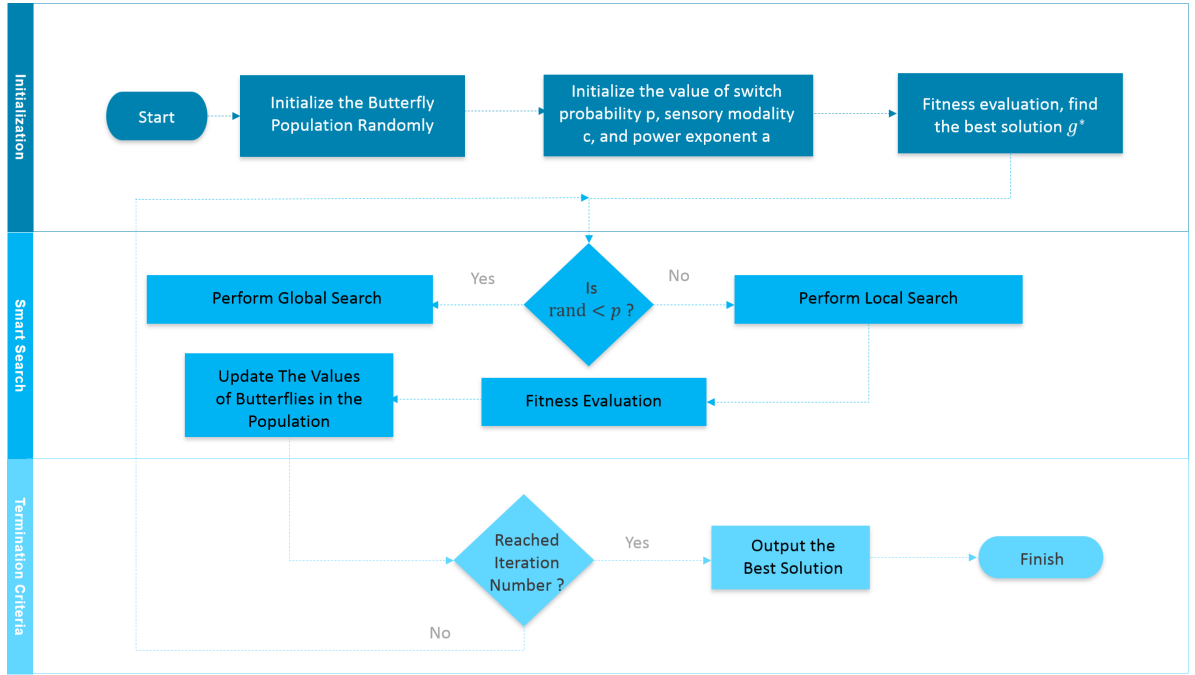 Initialization
Start
Initialize the Butterfly
Population Randomly
Initialize the value of switch
probability p, sensory modality
c, and power exponent a
Fitness evaluation, find
the best solution g*
Smart Search
Yes
No
Perform Global Search
Is
rand < p ?
Perform Local Search
Update The Values
of Butterflies in the
Population
Fitness Evaluation
Termination Criteria
Reached
Iteration
Number ?
Yes
No
Output the
Best Solution
Finish